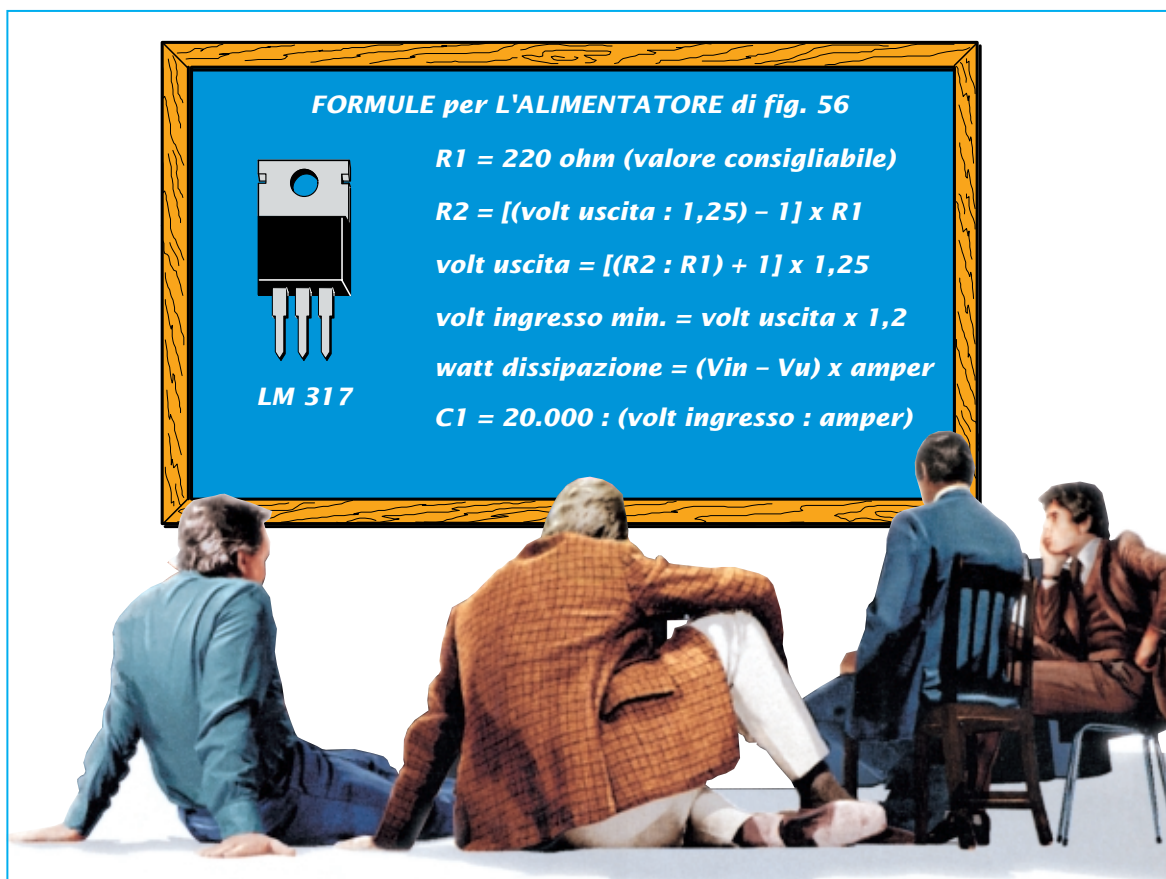 FORMULE per L'ALIMENTATORE di fig. 56
R1 = 220 ohm (valore consigliabile)
R2 = [(volt uscita : 1,25) – 1] x R1
volt uscita = [(R2 : R1) + 1] x 1,25
volt ingresso min. = volt uscita x 1,2
watt dissipazione = (Vin – Vu) x amper
C1 = 20.000 : (volt ingresso : amper)
LM 317